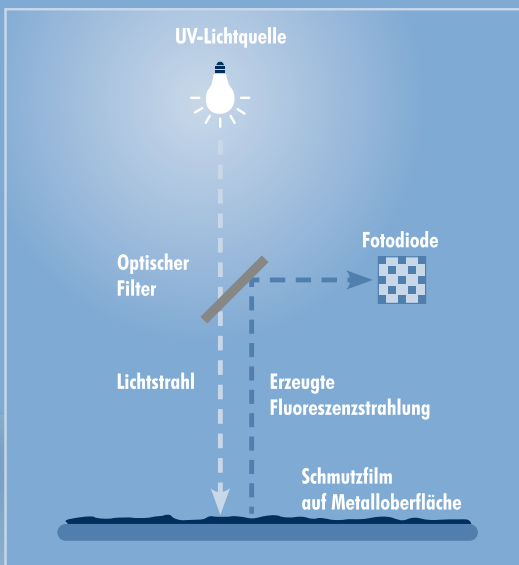 UV-Lichtquelle
Fotodiode
Optischer
Filter
Lichtstrahl
Erzeugte
Fluoreszenzstrahlung
Schmutzfilm
auf Metalloberfläche